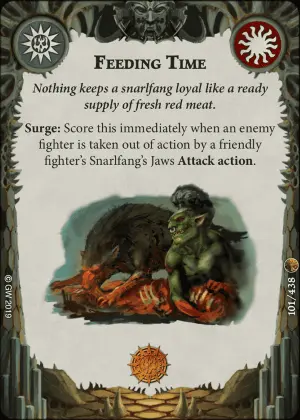 FEEDING TIME
Nothing keeps a snarlfang loyal like a ready
supply of fresh red meat.
Surge: Score this immediately when an enemy
fighter is taken out of action by a friendly
fighter's Snarlfang's Jaws Attack action.
© GW 2019
101/438